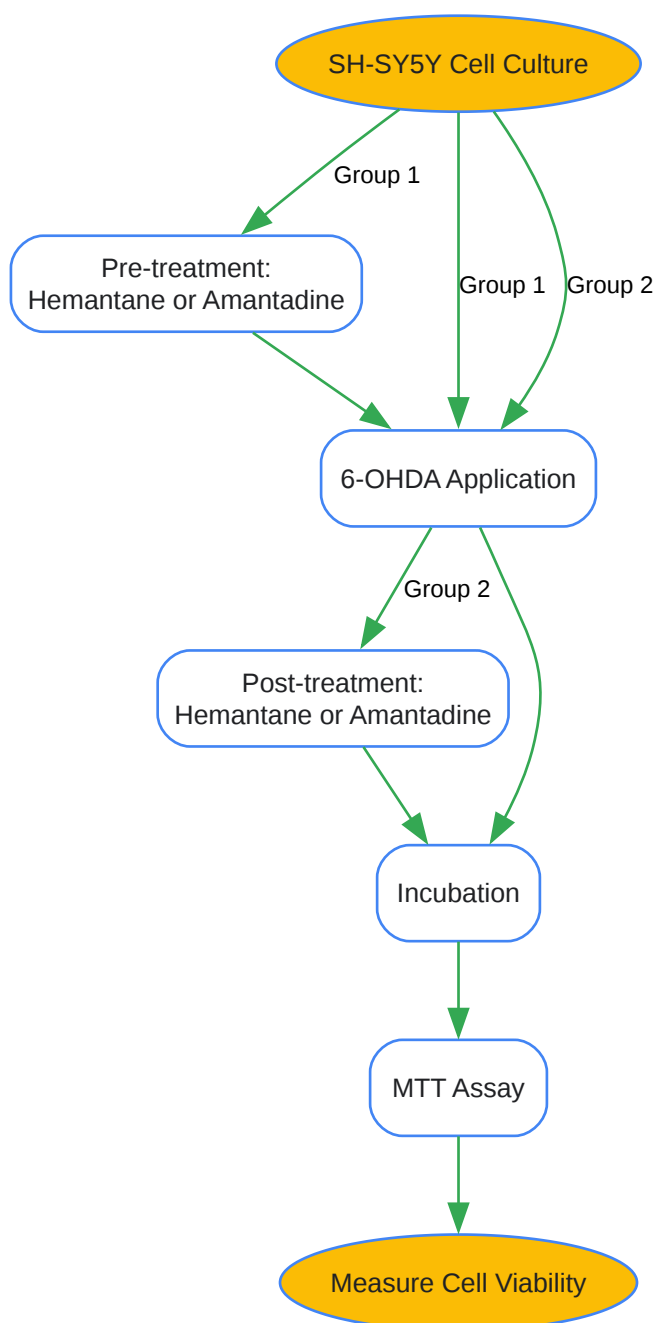 SH-SY5Y Cell Culture
Group 1
Pre-treatment:
Hemantane or Amantadine
Group 1
Group 2
6-OHDA Application
Group 2
Post-treatment:
Hemantane or Amantadine
Incubation
MTT Assay
Measure Cell Viability